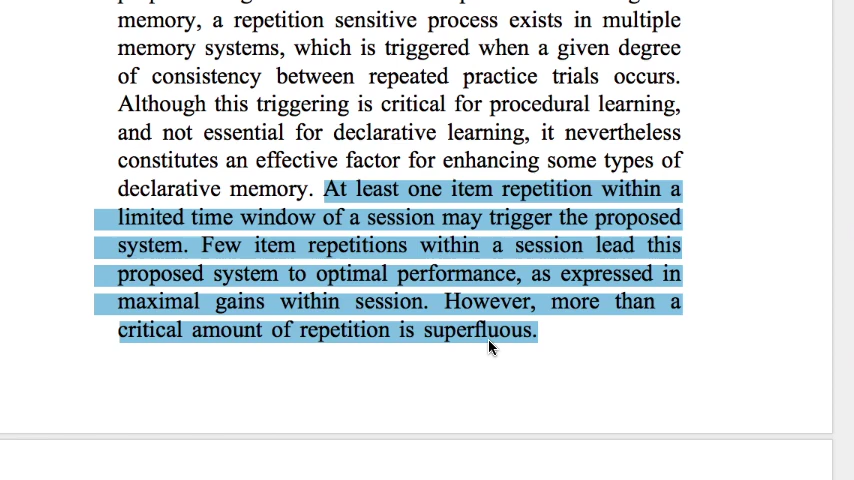 memory, a repetition sensitive process exists in multiple
memory systems, which is triggered when a given degree
of consistency between repeated practice trials occurs.
Although this triggering is critical for procedural learning,
and not essential for declarative learning, it nevertheless
constitutes an effective factor for enhancing some types of
declarative memory. At least one item repetition within a
limited time window of a session may trigger the proposed
system. Few item repetitions within a session lead this
proposed system to optimal performance, as expressed in
maximal gains within session. However, more than a
critical amount of repetition is superfluous.